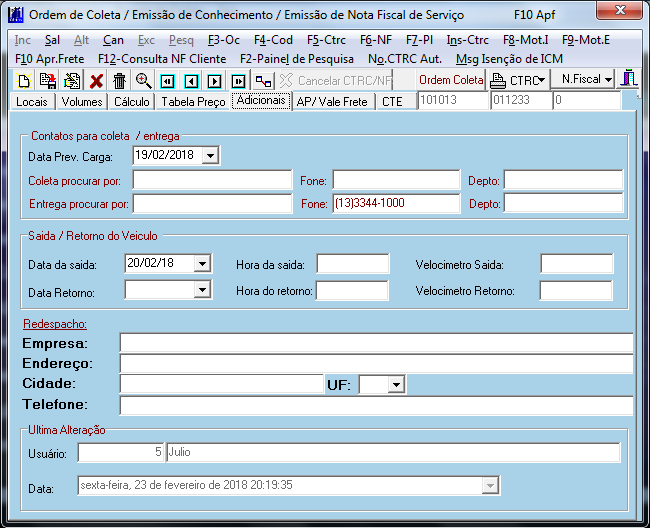 Ordem de Coleta / Emissão de Conhecimento / Emissão de Nota Fiscal de Serviço F10 Apf
Inc Sal Alt Can Exc Pesq F3-Oc F4-Cod F5-Ctrc F6-NF F7-Pl Ins-Ctrc F8-Mot.I F9-Mot.E
F10 Apr.Frete F12-Consulta NF Cliente F2-Painel de Pesquisa No.CTRC Aut. Msg Isenção de ICM
Cancelar CTRC/NF Ordem Coleta CTRC N.Fiscal
Locais Volumes Cálculo Tabela Preço Adicionais AP/ Vale Frete CTE 101013 011233 0
Contatos para coleta / entrega
Data Prev. Carga: 19/02/2018
Coleta procurar por: Fone: Depto:
Entrega procurar por: Fone: (13)3344-1000 Depto:
Saida / Retorno do Veiculo
Data da saida: 20/02/18 Hora da saida: Velocimetro Saida:
Data Retorno: Hora do retorno: Velocimetro Retorno:
Redespacho:
Empresa:
Endereço:
Cidade: UF:
Telefone:
Ultima Alteração
Usuário: 5 Julio
Data: sexta-feira, 23 de fevereiro de 2018 20:19:35